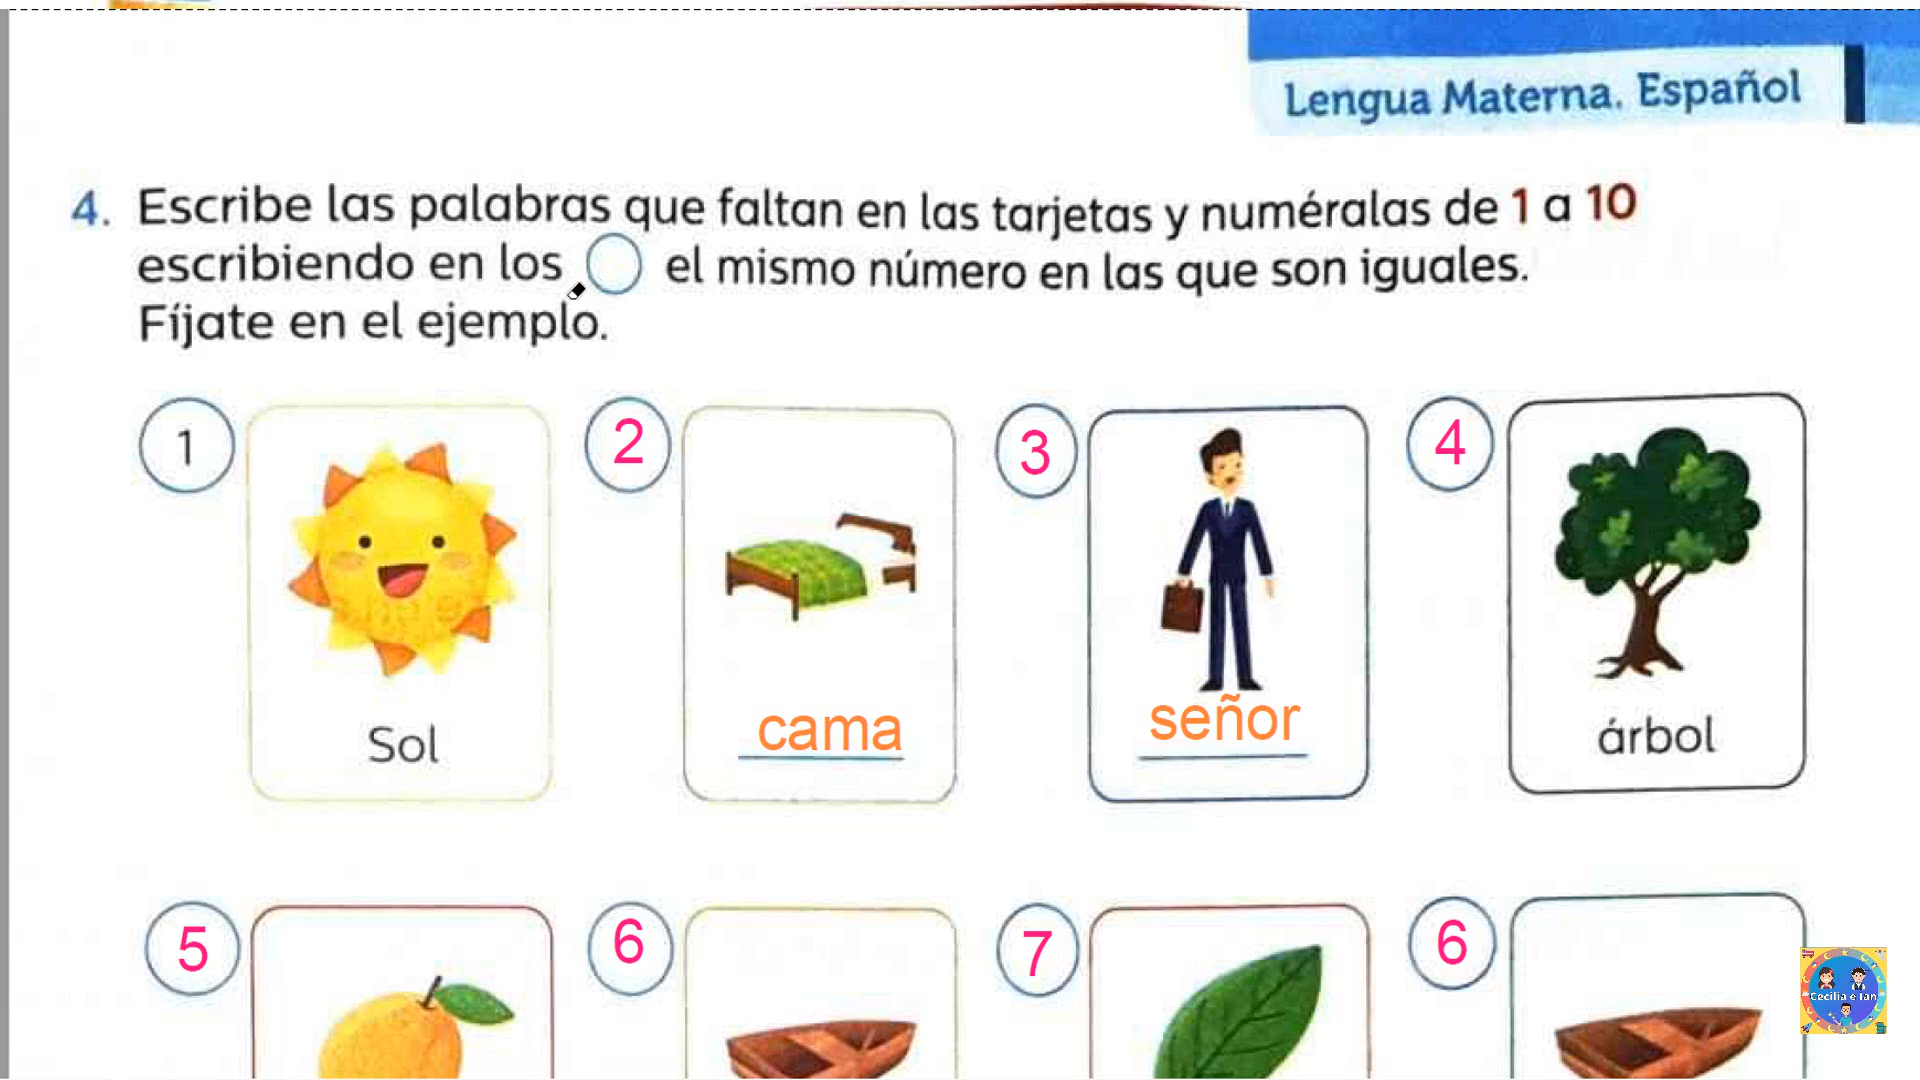 Lengua Materna. Español
4. Escribe las palabras que faltan en las tarjetas y numéralas de 1 a 10
escribiendo en los el mismo número en las que son iguales.
Fíjate en el ejemplo.
1 2 3 4
Sol cama señor árbol
5 6 7 6
Cecilia e Ian